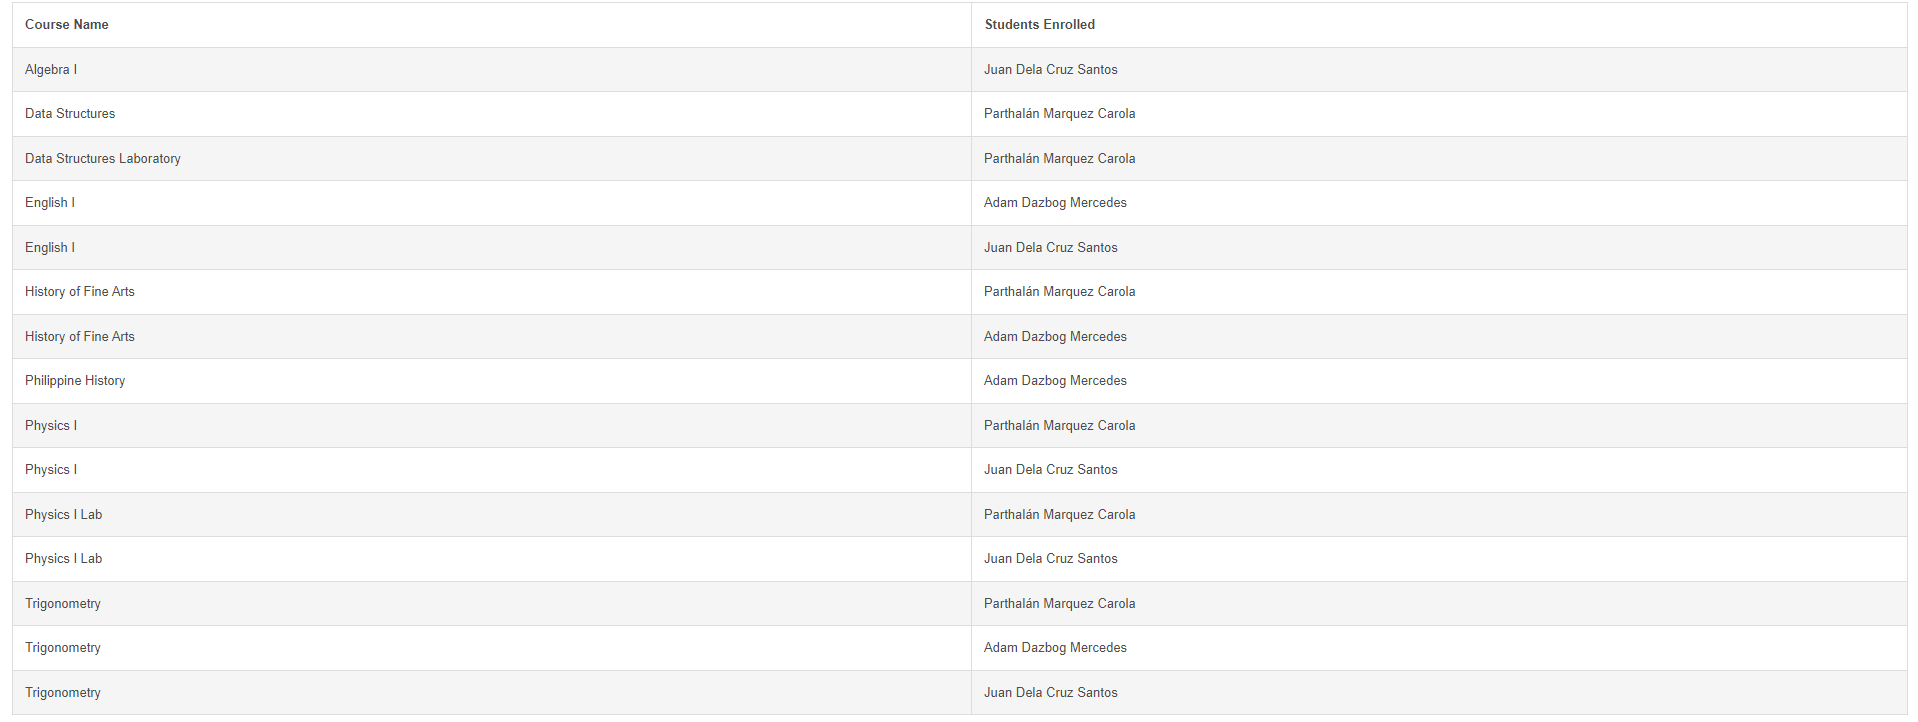 Course Name Students Enrolled
Algebra I Juan Dela Cruz Santos
Data Structures Parthalán Marquez Carola
Data Structures Laboratory Parthalán Marquez Carola
English I Adam Dazbog Mercedes
English I Juan Dela Cruz Santos
History of Fine Arts Parthalán Marquez Carola
History of Fine Arts Adam Dazbog Mercedes
Philippine History Adam Dazbog Mercedes
Physics I Parthalán Marquez Carola
Physics I Juan Dela Cruz Santos
Physics I Lab Parthalán Marquez Carola
Physics I Lab Juan Dela Cruz Santos
Trigonometry Parthalán Marquez Carola
Trigonometry Adam Dazbog Mercedes
Trigonometry Juan Dela Cruz Santos